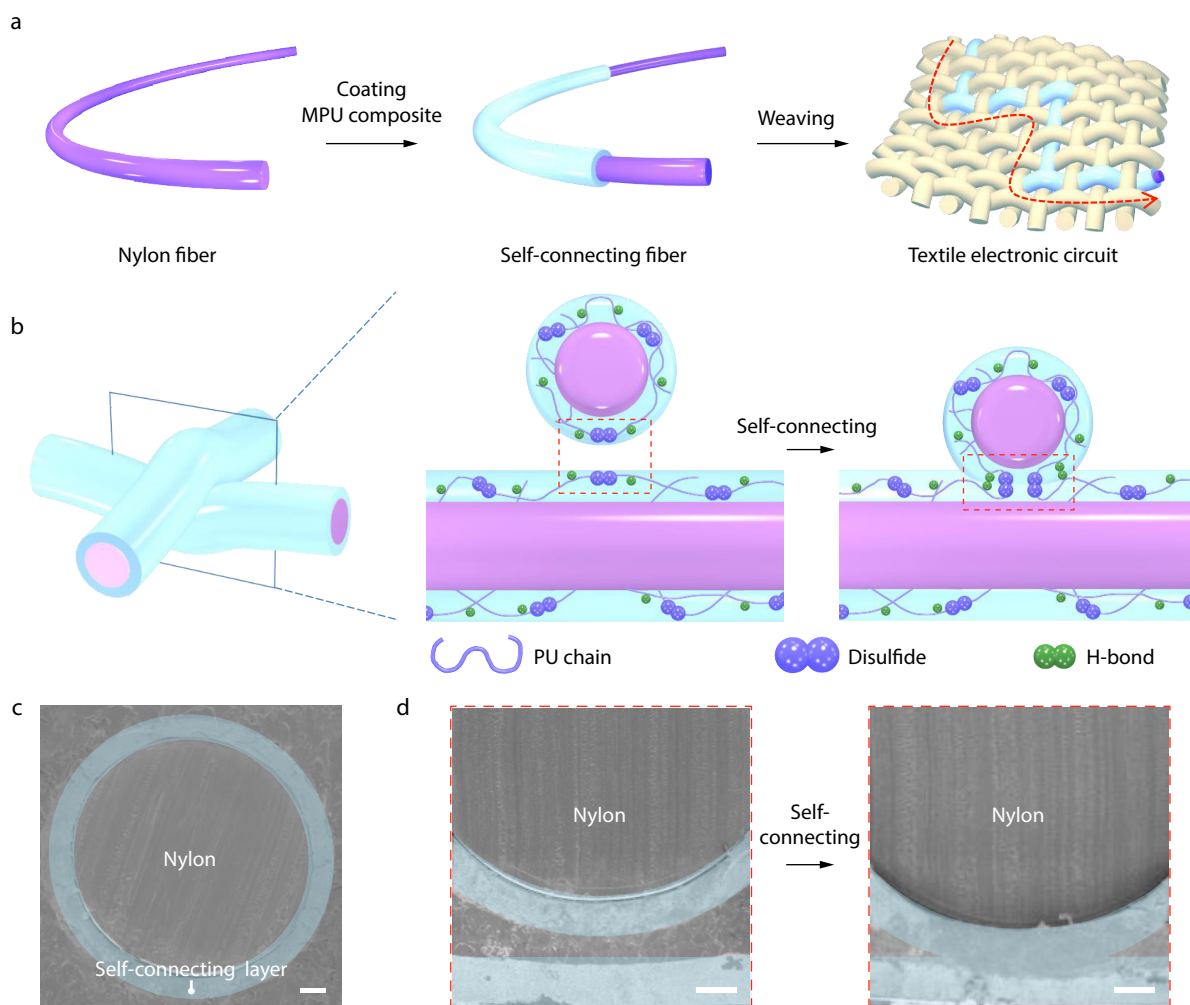 a
Coating
MPU composite
Weaving
Nylon fiber
Self-connecting fiber
Textile electronic circuit
b
Self-connecting
PU chain
Disulfide
H-bond
c
Nylon
Self-connecting layer
d
Nylon
Self-
connecting
Nylon